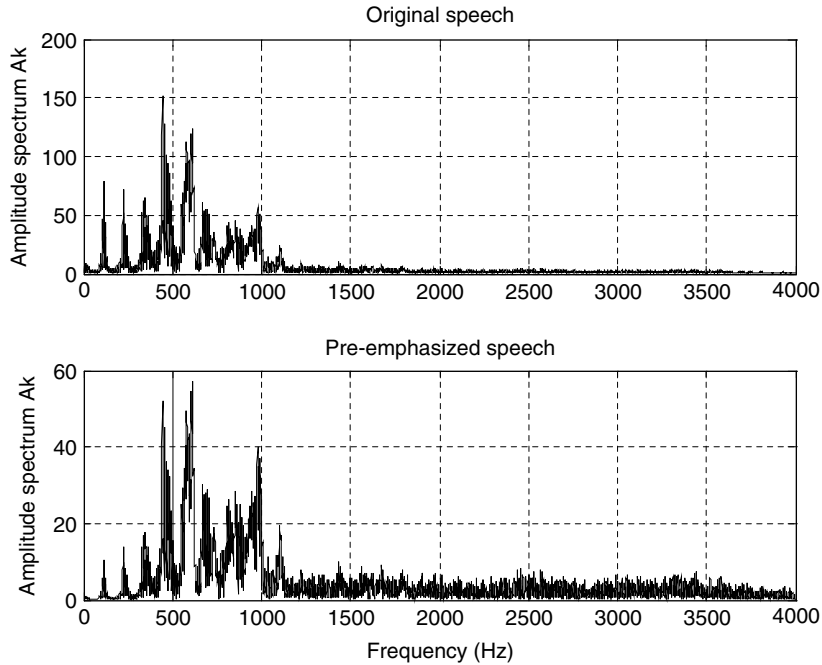 Original speech
Amplitude spectrum Ak
200
150
100
50
0
0 500 1000 1500 2000 2500 3000 3500 4000
Pre-emphasized speech
Amplitude spectrum Ak
60
40
20
0
0 500 1000 1500 2000 2500 3000 3500 4000
Frequency (Hz)